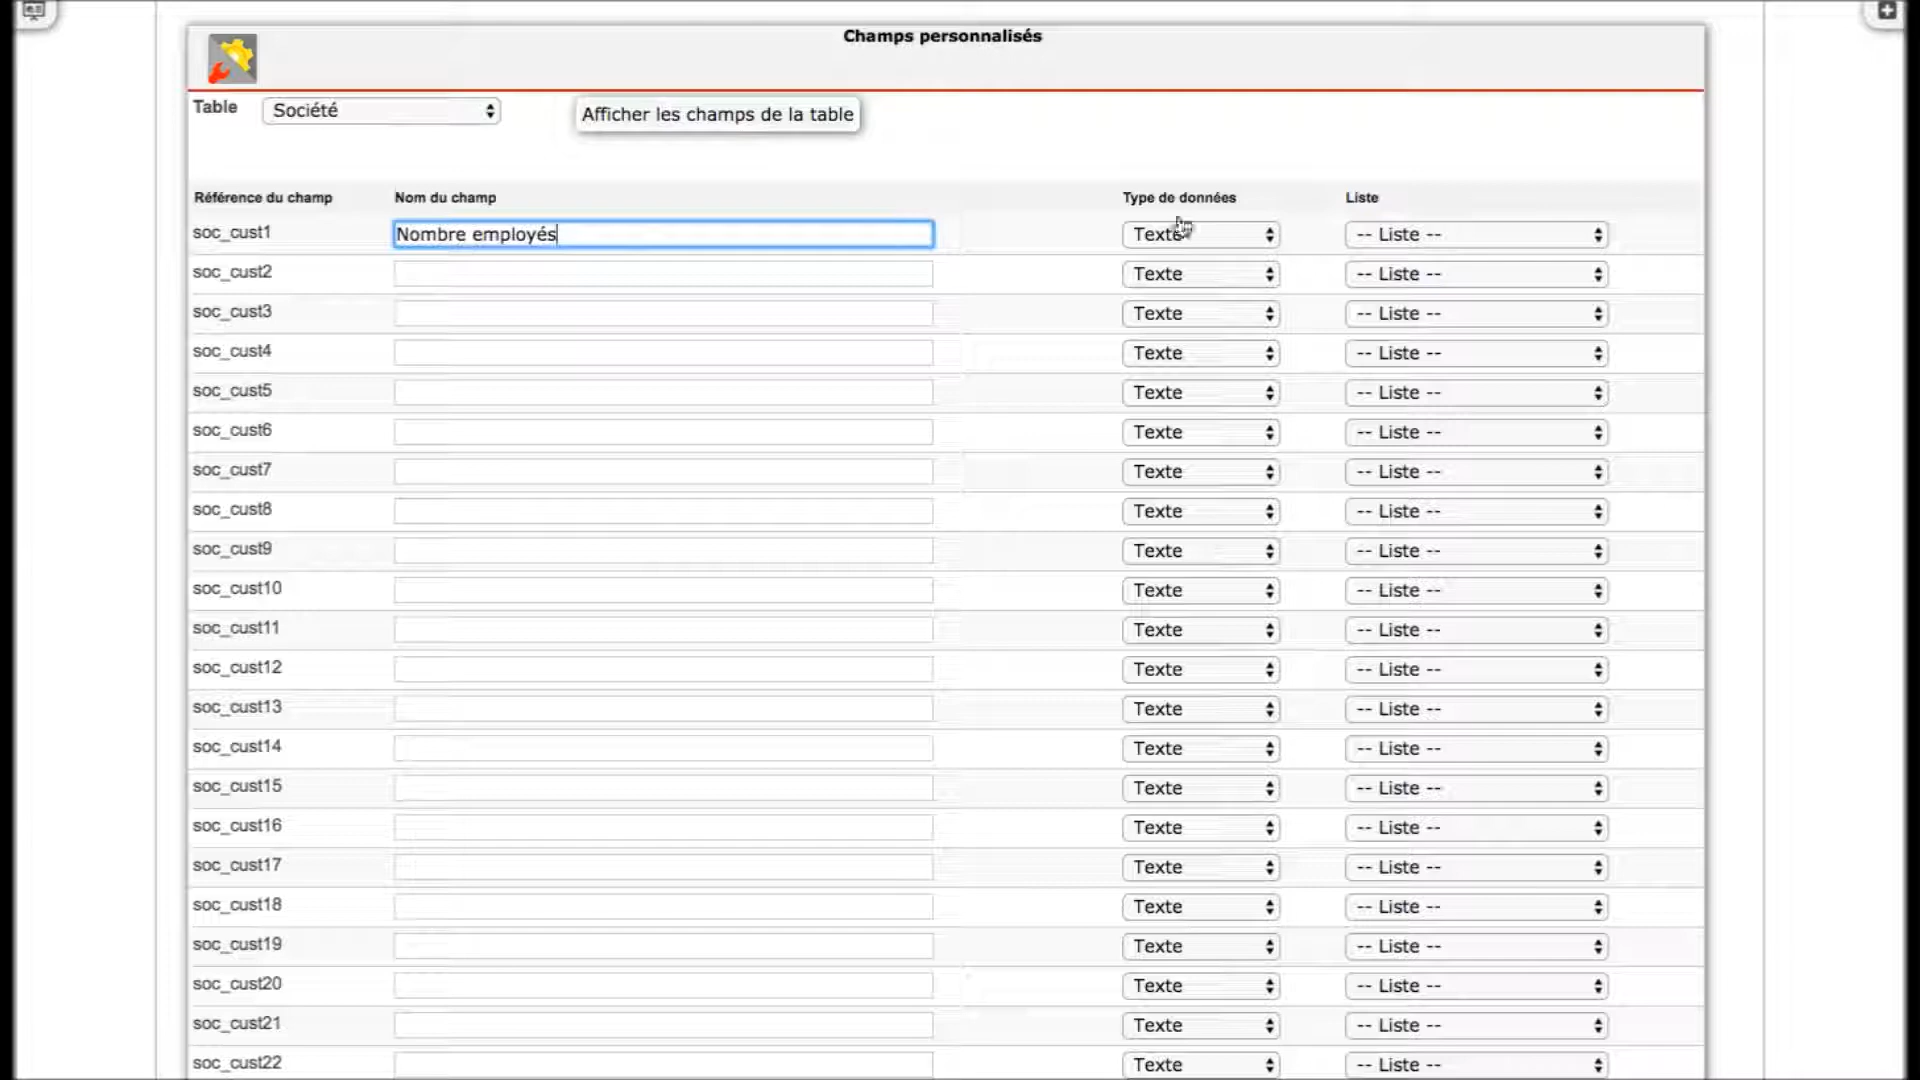 Champs personnalisés
Table Société Afficher les champs de la table
Référence du champ Nom du champ Type de données Liste
soc_cust1 Nombre employés Texte -- Liste --
soc_cust2 Texte -- Liste --
soc_cust3 Texte -- Liste --
soc_cust4 Texte -- Liste --
soc_cust5 Texte -- Liste --
soc_cust6 Texte -- Liste --
soc_cust7 Texte -- Liste --
soc_cust8 Texte -- Liste --
soc_cust9 Texte -- Liste --
soc_cust10 Texte -- Liste --
soc_cust11 Texte -- Liste --
soc_cust12 Texte -- Liste --
soc_cust13 Texte -- Liste --
soc_cust14 Texte -- Liste --
soc_cust15 Texte -- Liste --
soc_cust16 Texte -- Liste --
soc_cust17 Texte -- Liste --
soc_cust18 Texte -- Liste --
soc_cust19 Texte -- Liste --
soc_cust20 Texte -- Liste --
soc_cust21 Texte -- Liste --
soc_cust22 Texte -- Liste --